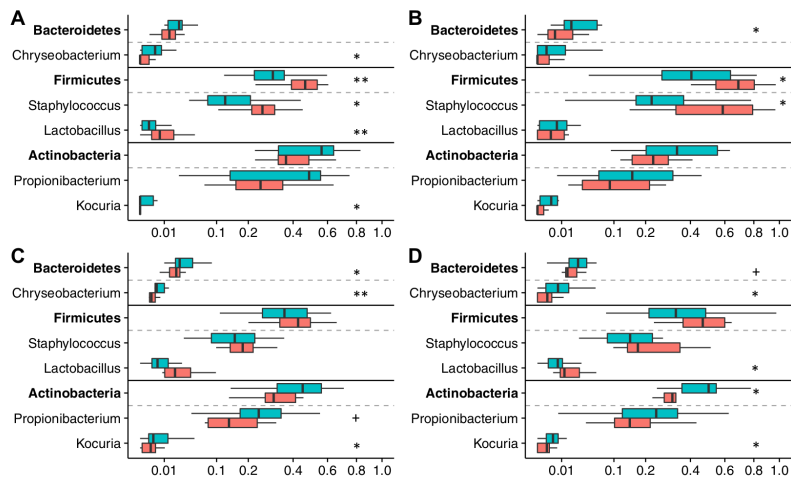 A
Bacteroidetes
Chryseobacterium *
Firmicutes **
Staphylococcus *
Lactobacillus **
Actinobacteria
Propionibacterium
Kocuria *
0.01 0.1 0.2 0.4 0.6 0.8 1.0
B
Bacteroidetes *
Chryseobacterium
Firmicutes *
Staphylococcus *
Lactobacillus
Actinobacteria
Propionibacterium
Kocuria
0.01 0.1 0.2 0.4 0.6 0.8 1.0
C
Bacteroidetes *
Chryseobacterium **
Firmicutes
Staphylococcus
Lactobacillus
Actinobacteria
Propionibacterium +
Kocuria *
0.01 0.1 0.2 0.4 0.6 0.8 1.0
D
Bacteroidetes +
Chryseobacterium *
Firmicutes
Staphylococcus
Lactobacillus *
Actinobacteria *
Propionibacterium
Kocuria *
0.01 0.1 0.2 0.4 0.6 0.8 1.0